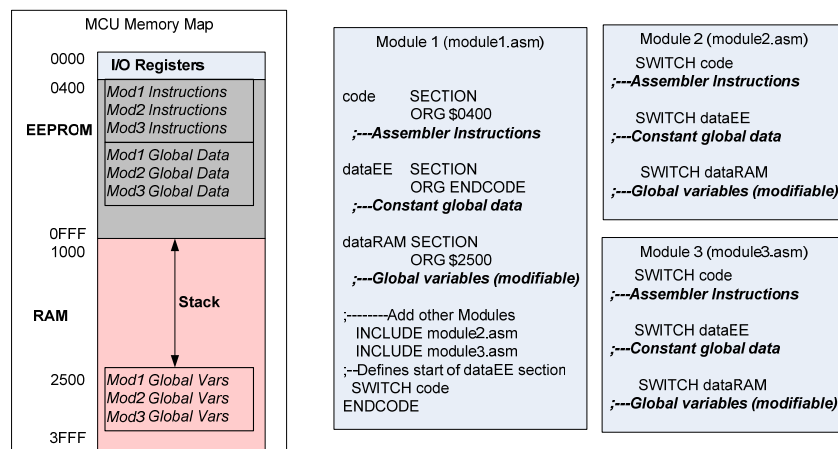 MCU Memory Map
0000
I/O Registers
0400
Mod1 Instructions
Mod2 Instructions
Mod3 Instructions
EEPROM
Mod1 Global Data
Mod2 Global Data
Mod3 Global Data
0FFF
1000
Stack
RAM
2500
Mod1 Global Vars
Mod2 Global Vars
Mod3 Global Vars
3FFF
Module 1 (module1.asm)
code SECTION
ORG $0400
;---Assembler Instructions
dataEE SECTION
ORG ENDCODE
;---Constant global data
dataRAM SECTION
ORG $2500
;---Global variables (modifiable)
;--------Add other Modules
INCLUDE module2.asm
INCLUDE module3.asm
;--Defines start of dataEE section
SWITCH code
ENDCODE
Module 2 (module2.asm)
SWITCH code
;---Assembler Instructions
SWITCH dataEE
;---Constant global data
SWITCH dataRAM
;---Global variables (modifiable)
Module 3 (module3.asm)
SWITCH code
;---Assembler Instructions
SWITCH dataEE
;---Constant global data
SWITCH dataRAM
;---Global variables (modifiable)